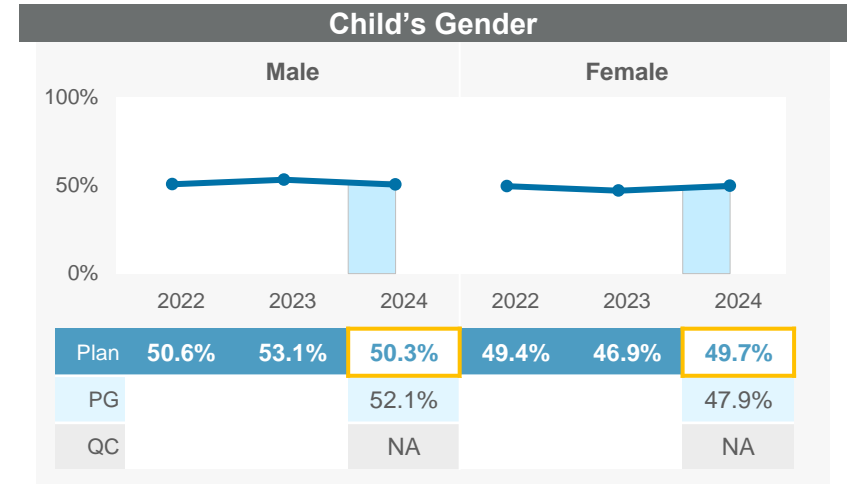 Child’s Gender
Male Female
100%
50%
0%
2022 2023 2024 2022 2023 2024
Plan 50.6% 53.1% 50.3% 49.4% 46.9% 49.7%
PG 52.1% 47.9%
QC NA NA